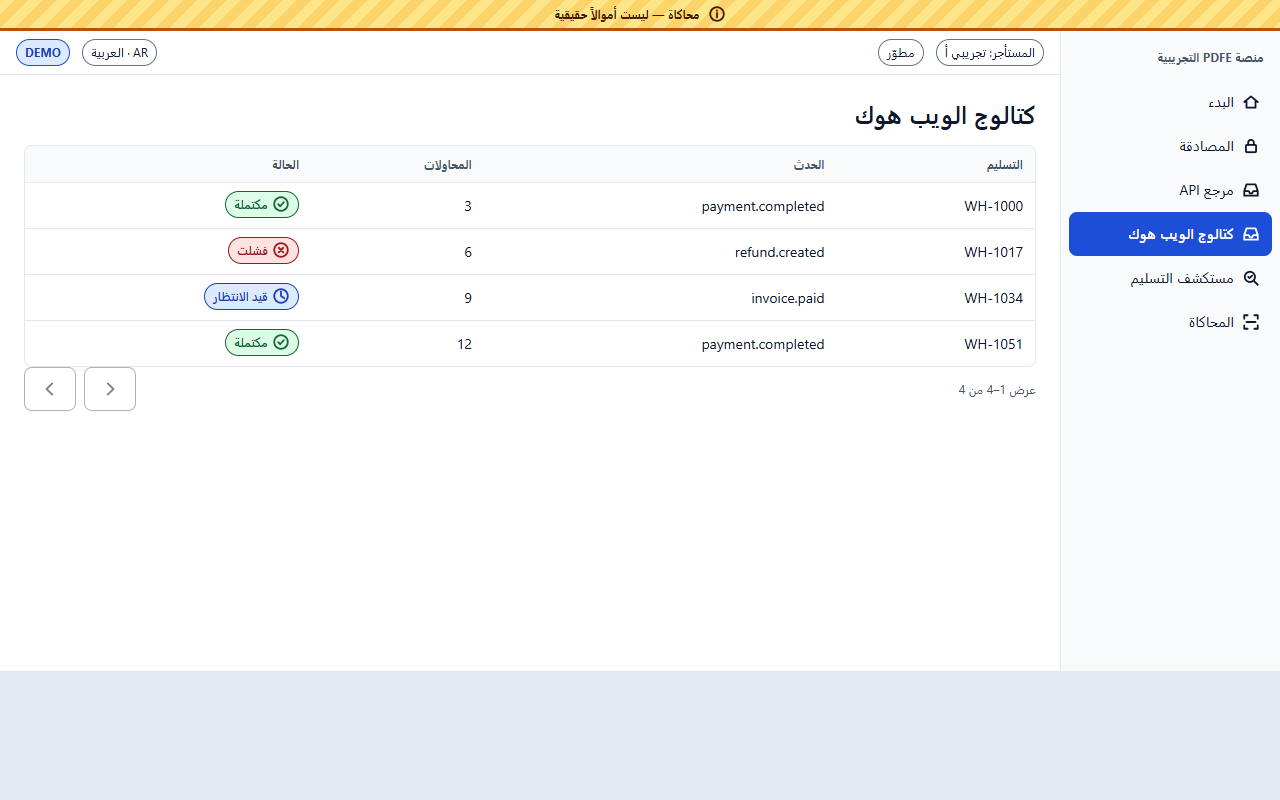 محاكاة — ليست أموالاً حقيقية
منصة PDFE التجريبية
البدء
المصادقة
مرجع API
كتالوج الويب هوك
مستكشف التسليم
المحاكاة
المستأجر: تجريبي أ
مطوّر
AR · العربية
DEMO
كتالوج الويب هوك
التسليم الحدث المحاولات الحالة
WH-1000 payment.completed 3 مكتملة
WH-1017 refund.created 6 فشلت
WH-1034 invoice.paid 9 قيد الانتظار
WH-1051 payment.completed 12 مكتملة
عرض 1–4 من 4